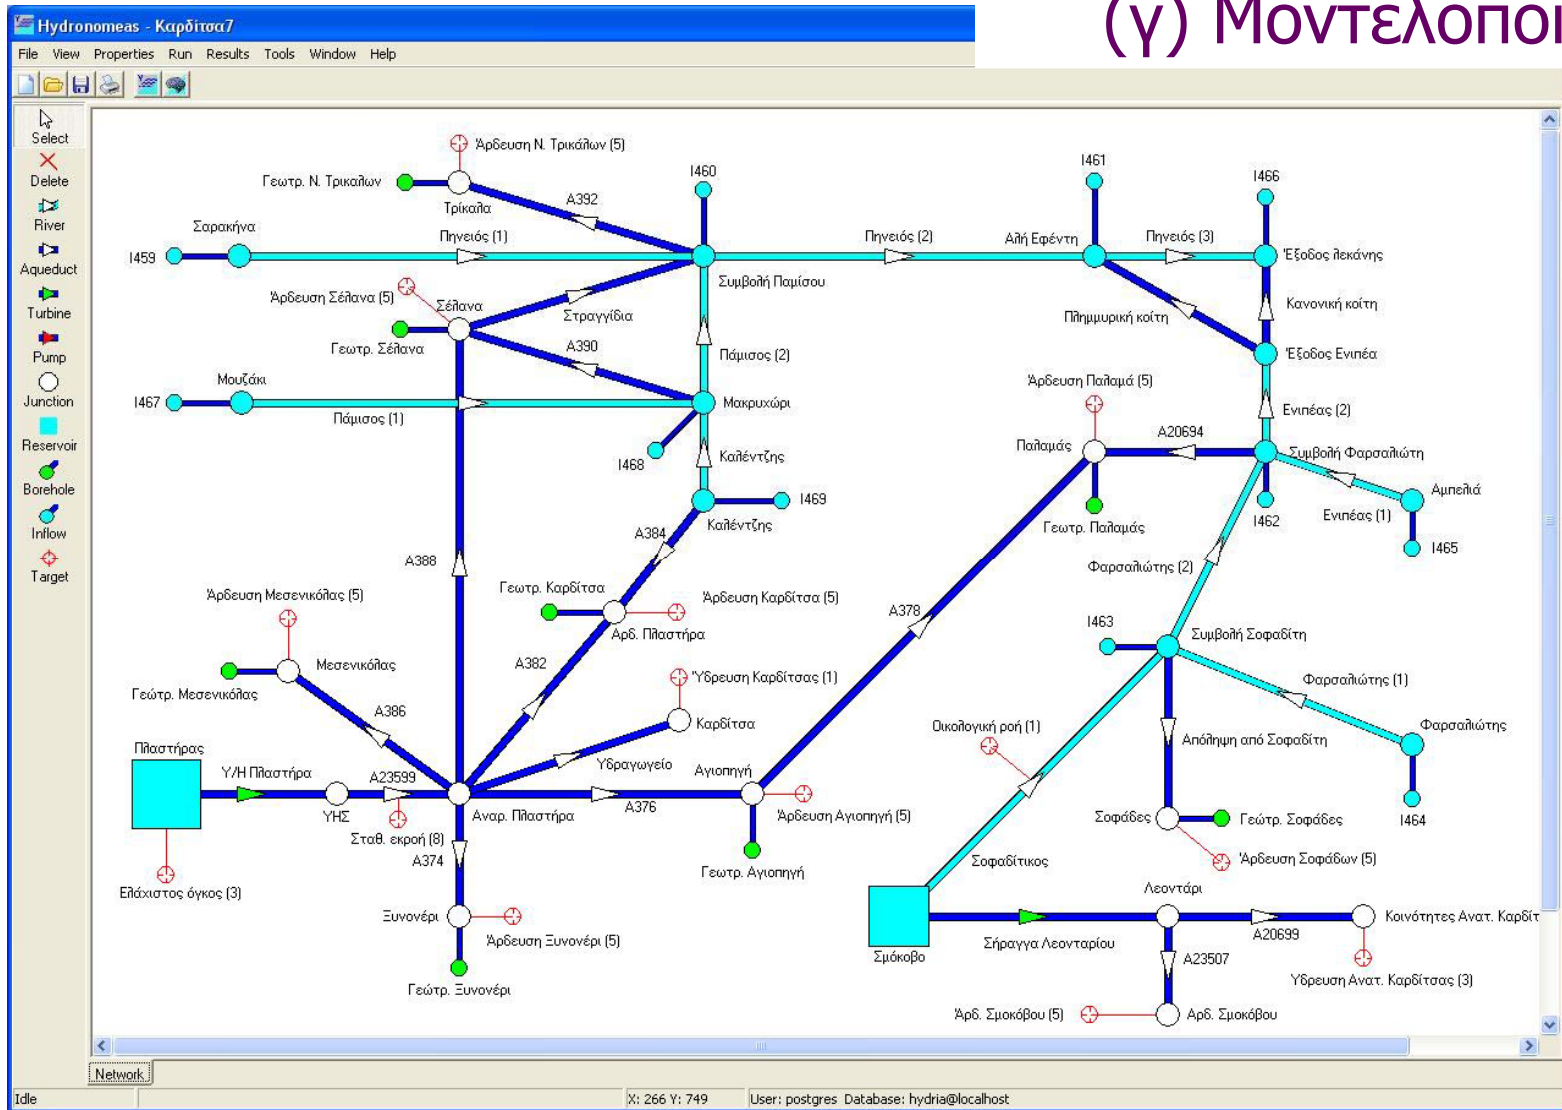 (γ) Μοντελοποι
Hydronomeas - Καρδίτσα7
File View Properties Run Results Tools Window Help
Select
Delete
River
Aqueduct
Turbine
Pump
Junction
Reservoir
Borehole
Inflow
Target
Άρδευση Ν. Τρικάλων (5)
Γεωτρ. Ν. Τρικαλων
Τρίκαλα
A392
I460
I461
I466
Σαρακήνα
I459
Πηνειός (1)
Πηνειός (2)
Αλή Εφέντη
Πηνειός (3)
Έξοδος λεκάνης
Συμβολή Παμίσου
Άρδευση Σέλανα (5)
Σέλανα
Στραγγίδια
Κανονική κοίτη
Πλημμυρική κοίτη
Γεωτρ. Σέλανα
A390
Πάμισος (2)
Έξοδος Ενιπέα
Μουζάκι
Άρδευση Παλαμά (5)
I467
Πάμισος (1)
Μακρυχώρι
Ενιπέας (2)
A20694
Παλαμάς
Συμβολή Φαρσαλιώτη
I468
Καλέντζης
Αμπελιά
I469
Καλέντζης
Γεωτρ. Παλαμάς
I462
Ενιπέας (1)
A384
I465
A388
Φαρσαλιώτης (2)
Γεωτρ. Καρδίτσα
Άρδευση Μεσενικόλας (5)
Άρδευση Καρδίτσα (5)
A378
Αρδ. Πλαστήρα
I463
Συμβολή Σοφαδίτη
Μεσενικόλας
A382
Γεώτρ. Μεσενικόλας
Ύδρευση Καρδίτσας (1)
Φαρσαλιώτης (1)
A386
Καρδίτσα
Οικολογική ροή (1)
Φαρσαλιώτης
Πλαστήρας
Απόληψη από Σοφαδίτη
Υ/Η Πλαστήρα
A23599
Υδραγωγείο
Αγιοπηγή
ΥΗΣ
Αναρ. Πλαστήρα
A376
Άρδευση Αγιοπηγή (5)
Σοφάδες
Γεώτρ. Σοφάδες
I464
Σταθ. εκροή (8)
A374
Σοφαδίτικος
Άρδευση Σοφάδων (5)
Γεωτρ. Αγιοπηγή
Ελάχιστος όγκος (3)
Λεοντάρι
Ξυνονέρι
Κοινότητες Ανατ. Καρδίτ
Άρδευση Ξυνονέρι (5)
Σήραγγα Λεονταρίου
A20699
Σμόκοβο
A23507
Ύδρευση Ανατ. Καρδίτσας (3)
Γεώτρ. Ξυνονέρι
Άρδ. Σμοκόβου (5)
Αρδ. Σμοκόβου
Network
Idle
X: 266 Y: 749
User: postgres Database: hydria@localhost